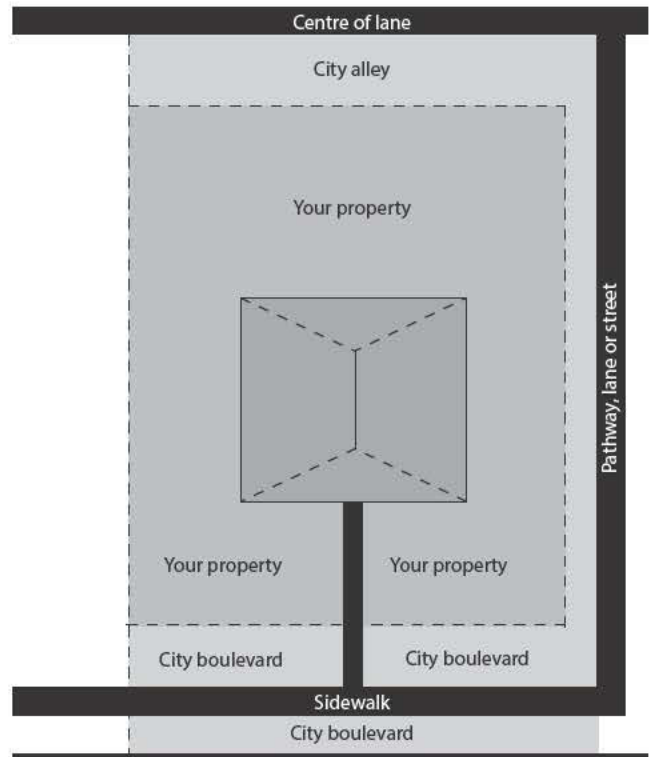 Centre of lane
City alley
Your property
Pathway, lane or street
Your property
Your property
City boulevard
City boulevard
Sidewalk
City boulevard